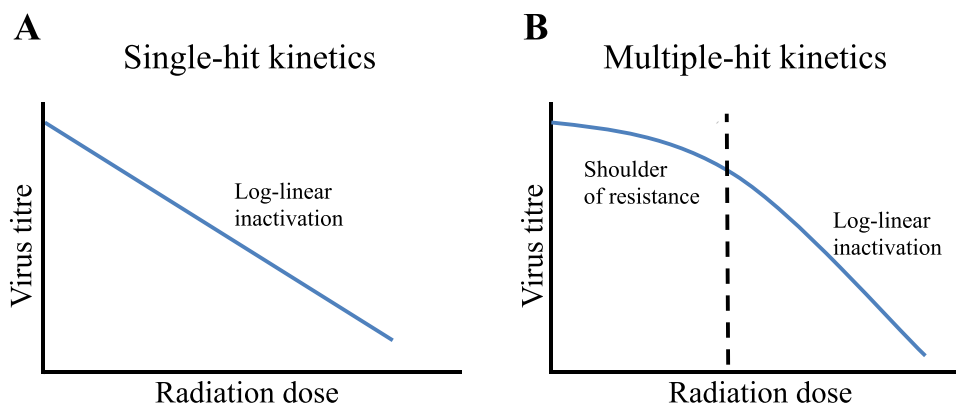 A
Single-hit kinetics
Log-linear
inactivation
Virus titre
Radiation dose
B
Multiple-hit kinetics
Shoulder
of resistance
Log-linear
inactivation
Virus titre
Radiation dose